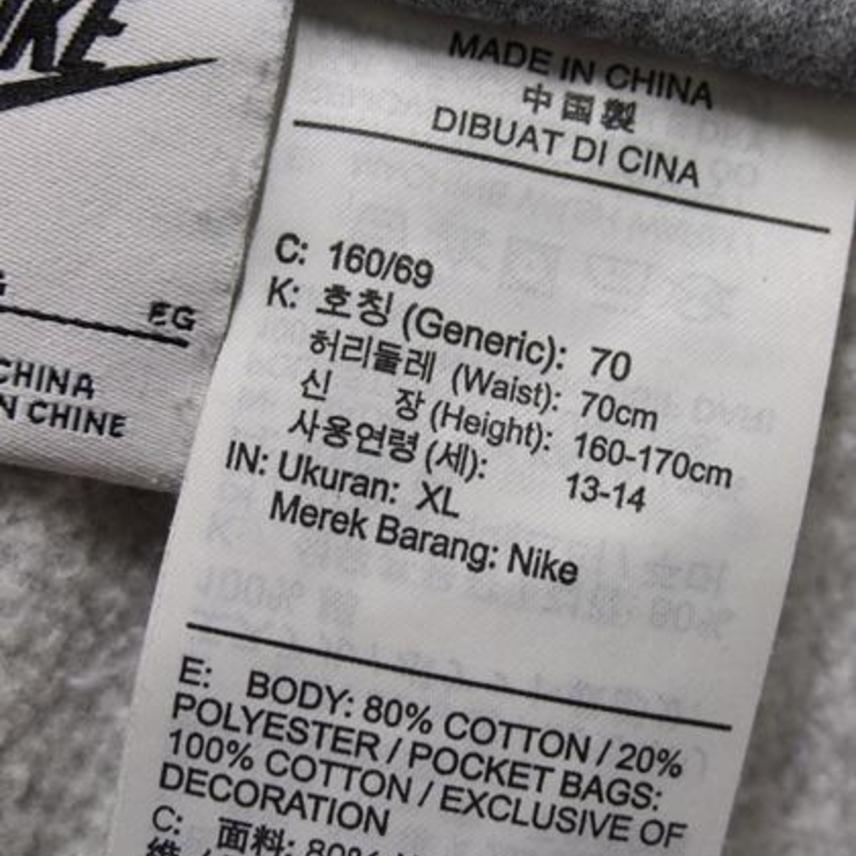 IKE
EG
CHINA
N CHINE
MADE IN CHINA
中国製
DIBUAT DI CINA
C: 160/69
K: 호칭 (Generic): 70
허리둘레 (Waist): 70cm
신 장 (Height): 160-170cm
사용연령 (세): 13-14
IN: Ukuran: XL
Merek Barang: Nike
E: BODY: 80% COTTON / 20%
POLYESTER / POCKET BAGS:
100% COTTON / EXCLUSIVE OF
DECORATION
C: 面料: 80%